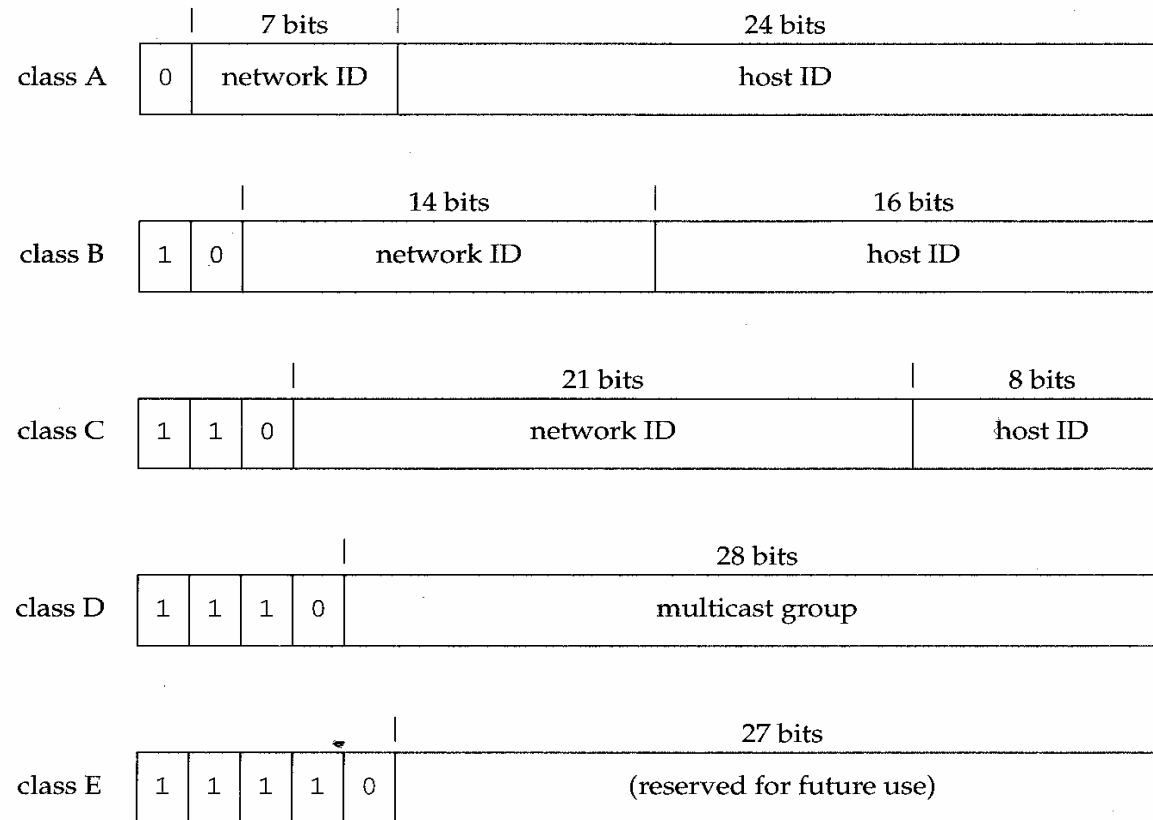 7 bits 24 bits
class A 0 network ID host ID
14 bits 16 bits
class B 1 0 network ID host ID
21 bits 8 bits
class C 1 1 0 network ID host ID
28 bits
class D 1 1 1 0 multicast group
27 bits
class E 1 1 1 1 0 (reserved for future use)